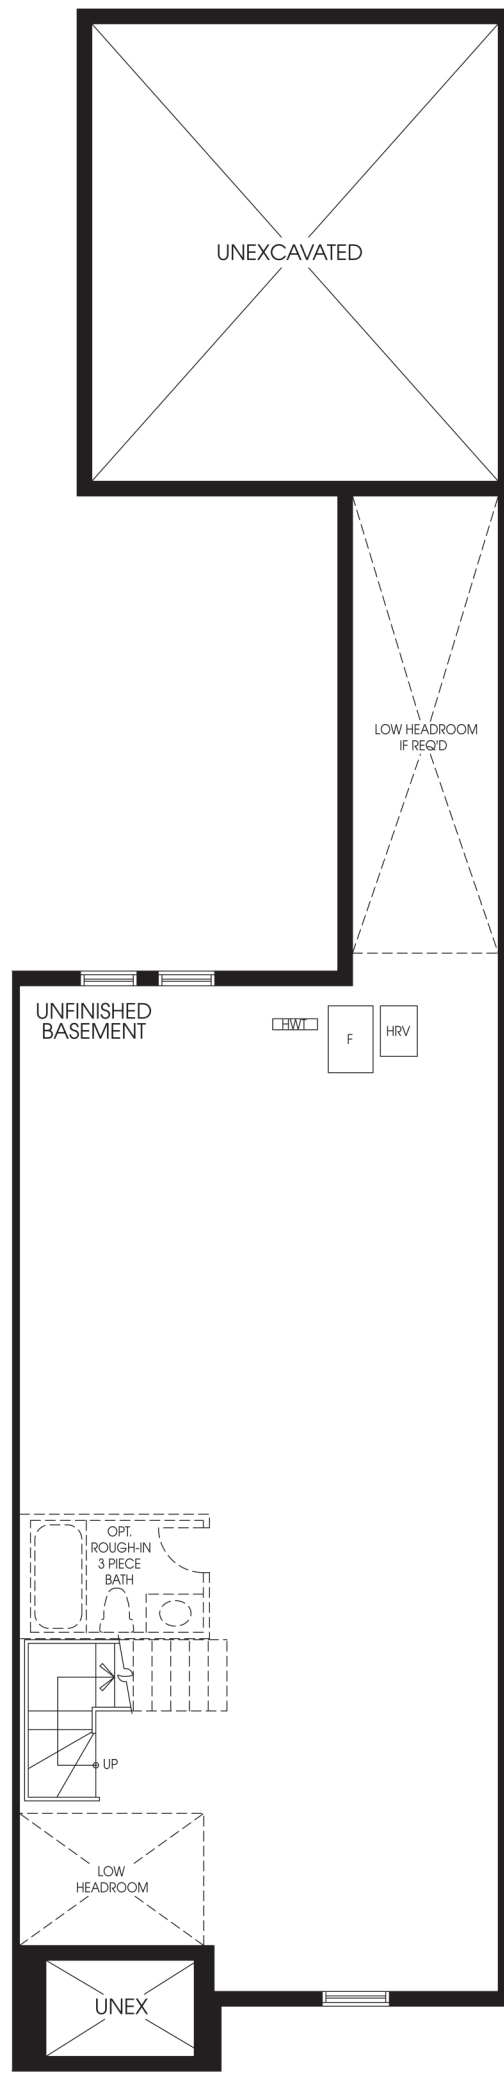 UNEXCAVATED
LOW HEADROOM
IF REQ'D
UNFINISHED
BASEMENT
HWT
F
HRV
OPT.
ROUGH-IN
3 PIECE
BATH
UP
LOW
HEADROOM
UNEX